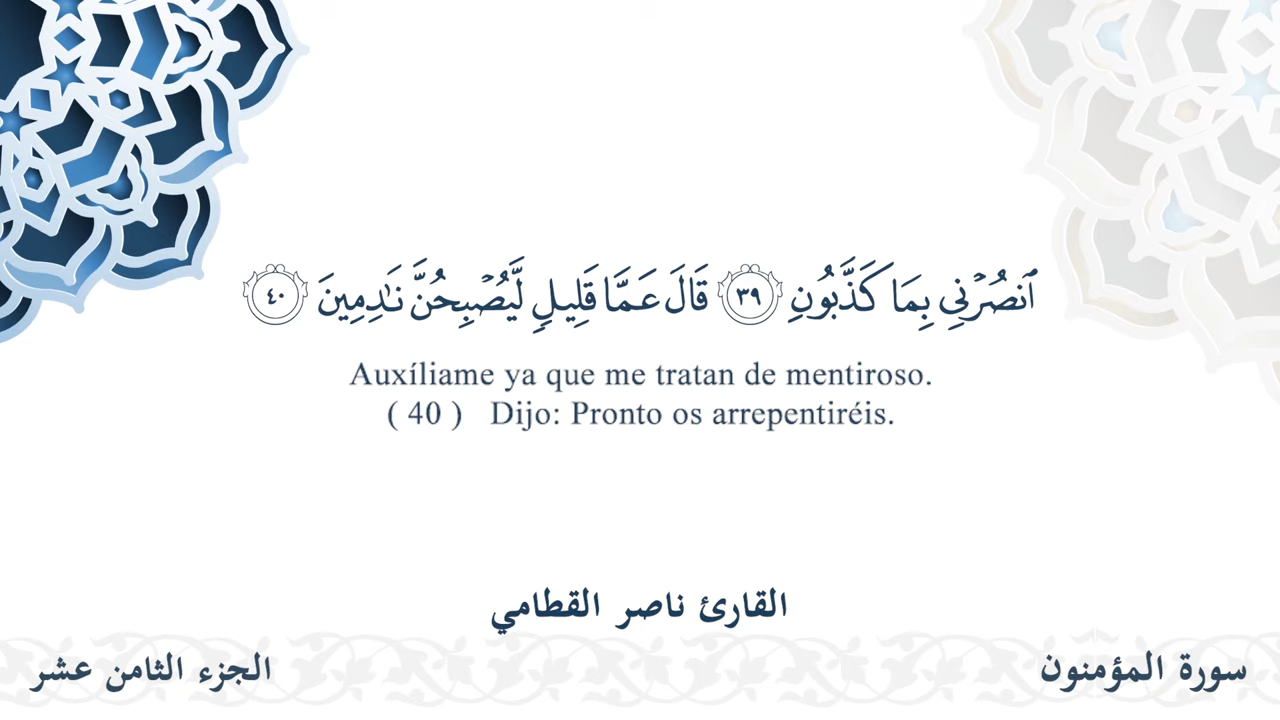 ٱنصُرۡنِي بِمَا كَذَّبُونِ ٣٩ قَالَ عَمَّا قَلِيلٖ لَّيُصۡبِحُنَّ نَٰدِمِينَ ٤٠
Auxíliame ya que me tratan de mentiroso.
( 40 ) Dijo: Pronto os arrepentiréis.
القارئ ناصر القطامي
سورة المؤمنون
الجزء الثامن عشر